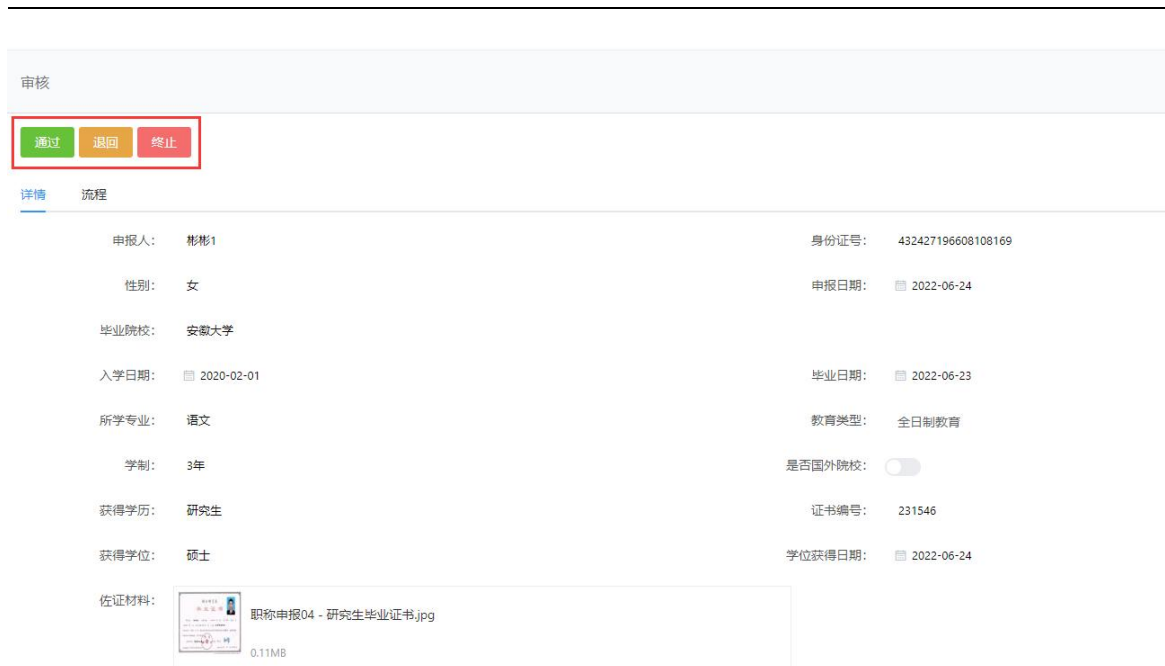 审核
通过 退回 终止
详情 流程
申报人： 彬彬1 身份证号： 432427196608108169
性别： 女 申报日期： 2022-06-24
毕业院校： 安徽大学
入学日期： 2020-02-01 毕业日期： 2022-06-23
所学专业： 语文 教育类型： 全日制教育
学制： 3年 是否国外院校：
获得学历： 研究生 证书编号： 231546
获得学位： 硕士 学位获得日期： 2022-06-24
佐证材料： 职称申报04 - 研究生毕业证书.jpg
0.11MB